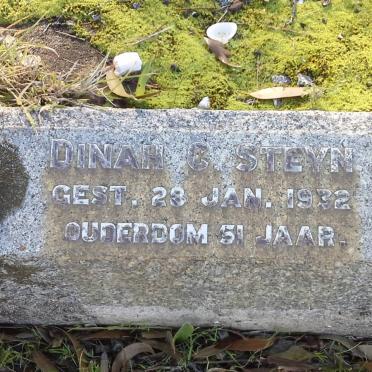 DINAH C. STEYN
GEST. 28 JAN. 1932
OUDERDOM 51 JAAR.